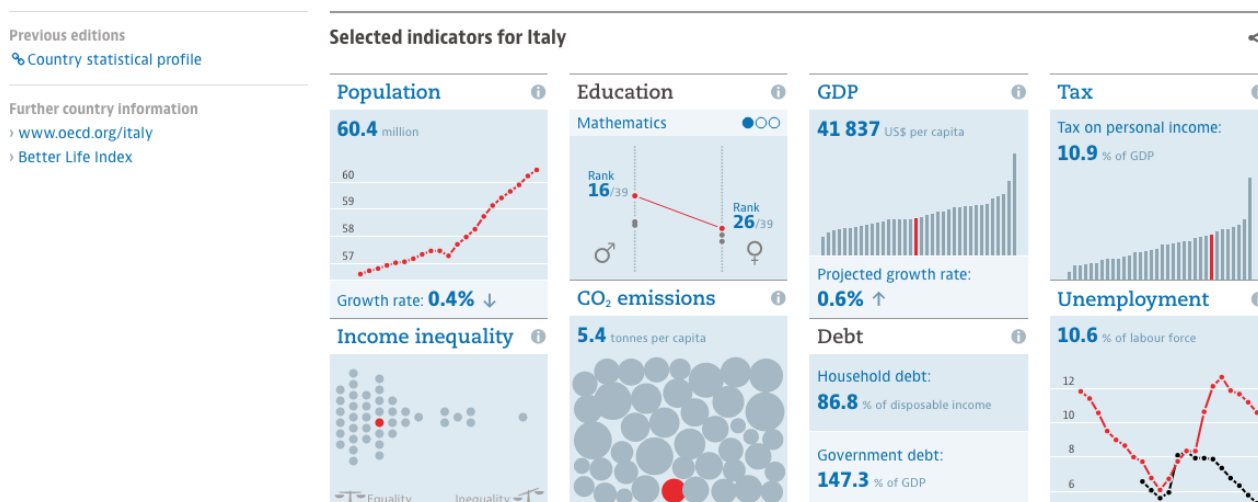 Previous editions
Country statistical profile
Further country information
› www.oecd.org/italy
› Better Life Index
Selected indicators for Italy
Population
60.4 million
60
59
58
57
Growth rate: 0.4% ↓
Income inequality
Equality
Inequality
Education
Mathematics
Rank
16/39
Rank
26/39
♂
♀
CO₂ emissions
5.4 tonnes per capita
GDP
41 837 US$ per capita
Projected growth rate:
0.6% ↑
Debt
Household debt:
86.8 % of disposable income
Government debt:
147.3 % of GDP
Tax
Tax on personal income:
10.9 % of GDP
Unemployment
10.6 % of labour force
12
10
8
6